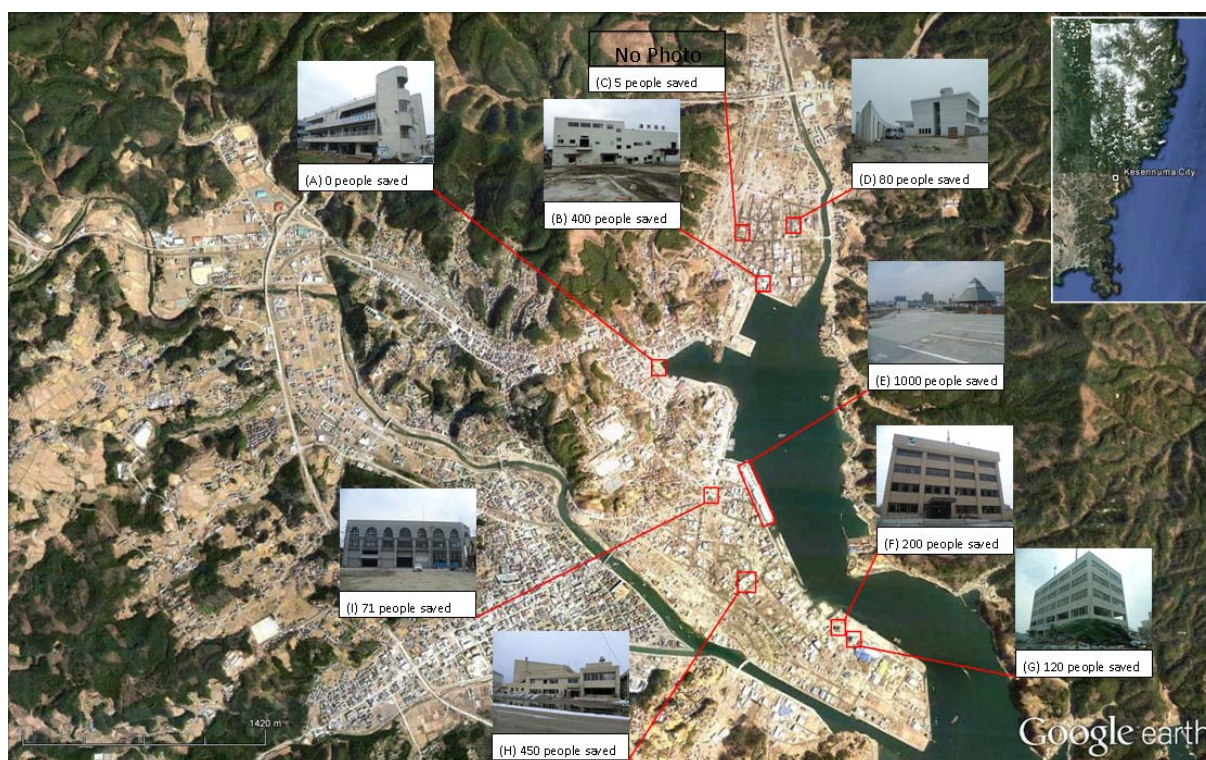 No Photo
(C) 5 people saved
(A) 0 people saved
(B) 400 people saved
(D) 80 people saved
Kesennuma City
(E) 1000 people saved
(F) 200 people saved
(I) 71 people saved
(G) 120 people saved
1420 m
(H) 450 people saved
Google earth